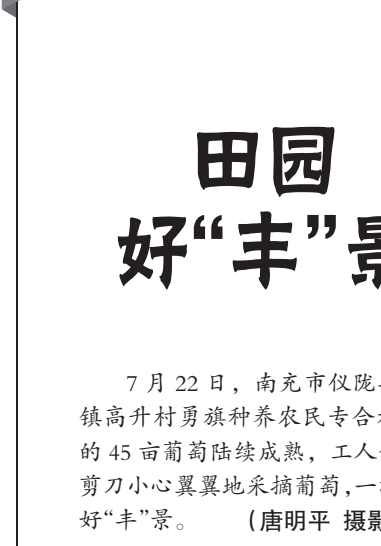 田园
好“丰”景
7 月 22 日，南充市仪陇
镇高升村勇旗种养农民专合
的 45 亩葡萄陆续成熟，工人
剪刀小心翼翼地采摘葡萄，一
好“丰”景。 （唐明平 摄影